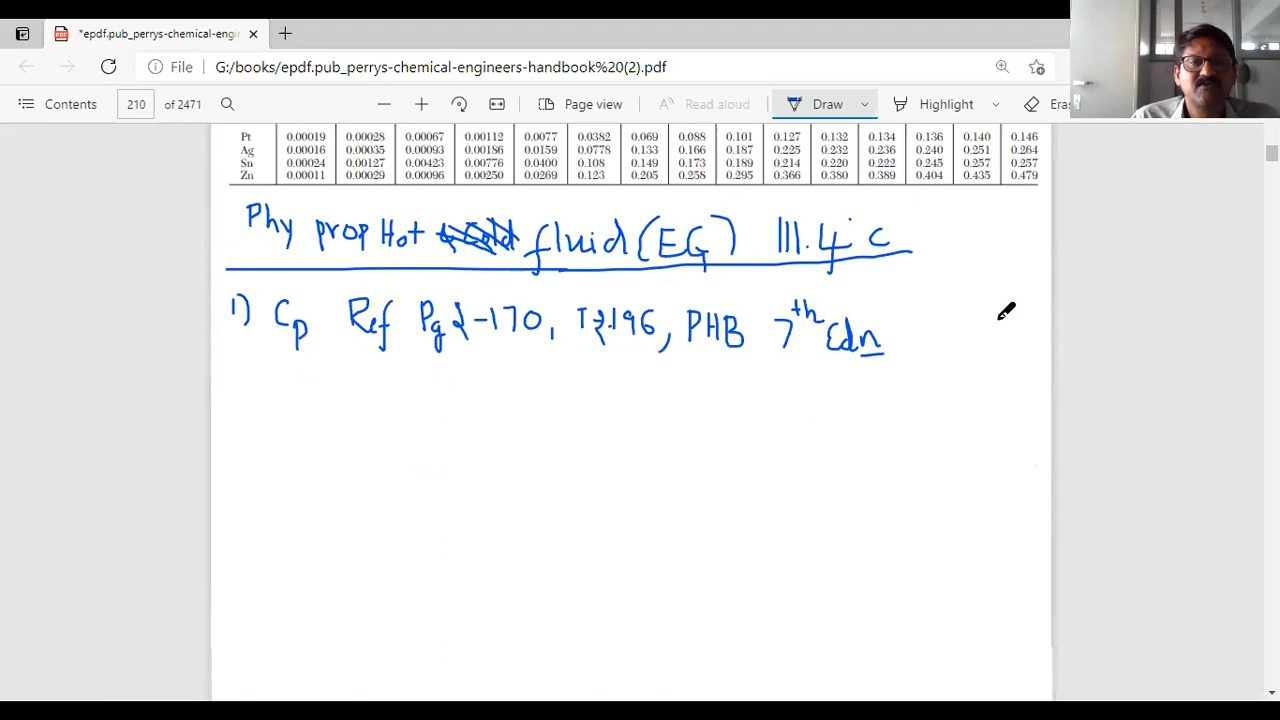 *epdf.pub_perrys-chemical-engi
File G:/books/epdf.pub_perrys-chemical-engineers-handbook%20(2).pdf
Contents 210 of 2471 Page view Read aloud Draw Highlight Eras
Pt 0.00019 0.00028 0.00067 0.00112 0.0077 0.0382 0.069 0.088 0.101 0.127 0.132 0.134 0.136 0.140 0.146
Ag 0.00016 0.00035 0.00093 0.00186 0.0159 0.0778 0.133 0.166 0.187 0.225 0.232 0.236 0.240 0.251 0.264
Sn 0.00024 0.00127 0.00423 0.00776 0.0400 0.108 0.149 0.173 0.189 0.214 0.220 0.222 0.245 0.257 0.257
Zn 0.00011 0.00029 0.00096 0.00250 0.0269 0.123 0.205 0.258 0.295 0.366 0.380 0.389 0.404 0.435 0.479
Phy prop Hot fluid (EG) 111.4°c
1) Cp Ref Pg 2-170, T2.196, PHB 7th Edn